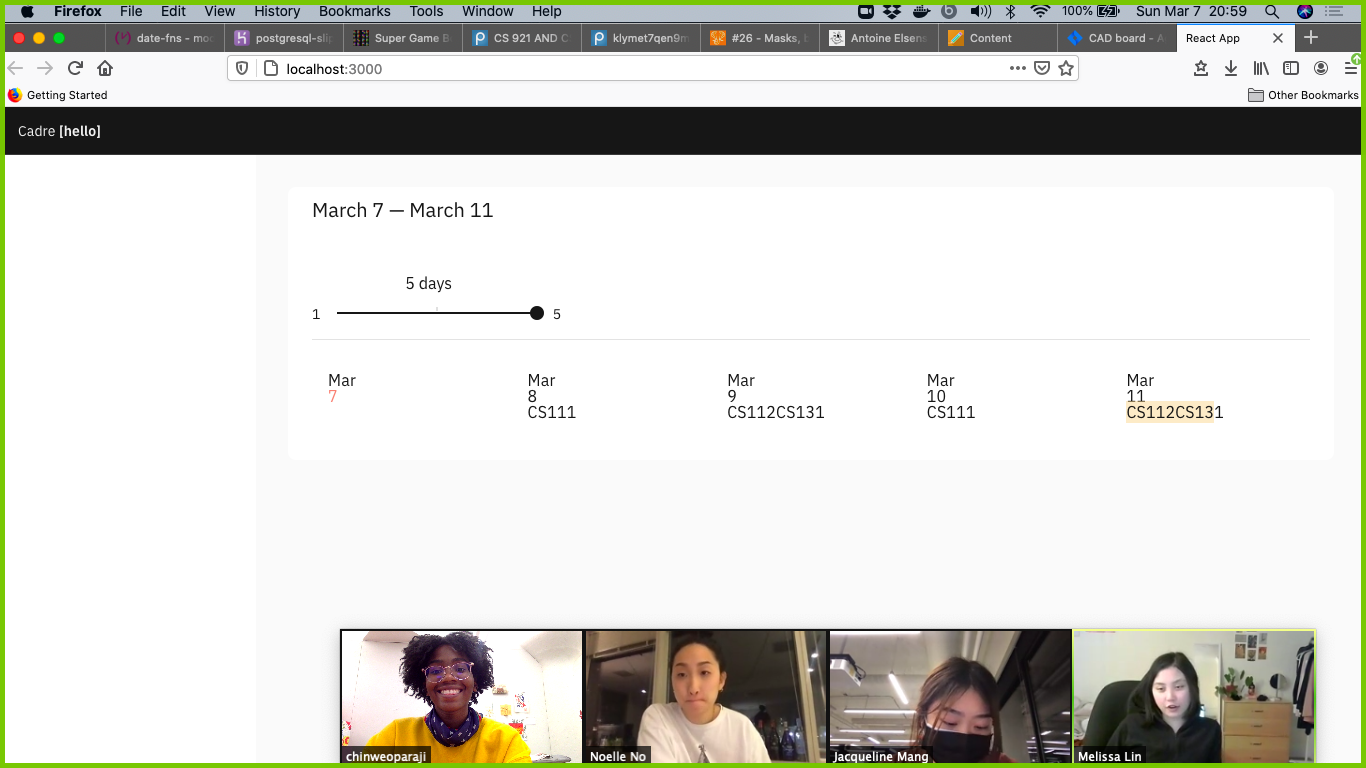 Firefox File Edit View History Bookmarks Tools Window Help 100% Sun Mar 7 20:59
date-fns - mod postgresql-slip Super Game B CS 921 AND C klymet7qen9m #26 - Masks, b Antoine Elsens Content CAD board - A React App
localhost:3000
Getting Started Other Bookmarks
Cadre [hello]
March 7 — March 11
5 days
1 5
Mar Mar Mar Mar Mar
7 8 9 10 11
CS111 CS112CS131 CS111 CS112CS131
chinweoparaji Noelle No Jacqueline Mang Melissa Lin